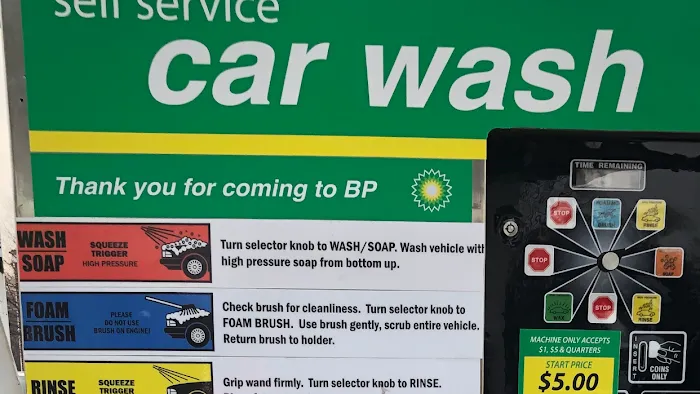 self service
car wash
Thank you for coming to BP
WASH
SOAP
SQUEEZE
TRIGGER
HIGH PRESSURE
Turn selector knob to WASH/SOAP. Wash vehicle with
high pressure soap from bottom up.
FOAM
BRUSH
PLEASE
DO NOT USE
BRUSH ON ENGINE!
Check brush for cleanliness. Turn selector knob to
FOAM BRUSH. Use brush gently, scrub entire vehicle.
Return brush to holder.
RINSE
SQUEEZE
TRIGGER
Grip wand firmly. Turn selector knob to RINSE.
TIME REMAINING
STOP
STOP
STOP
RINSE
WAX
MACHINE ONLY ACCEPTS
$1, $5 & QUARTERS
START PRICE
$5.00
INSERT
COINS
ONLY